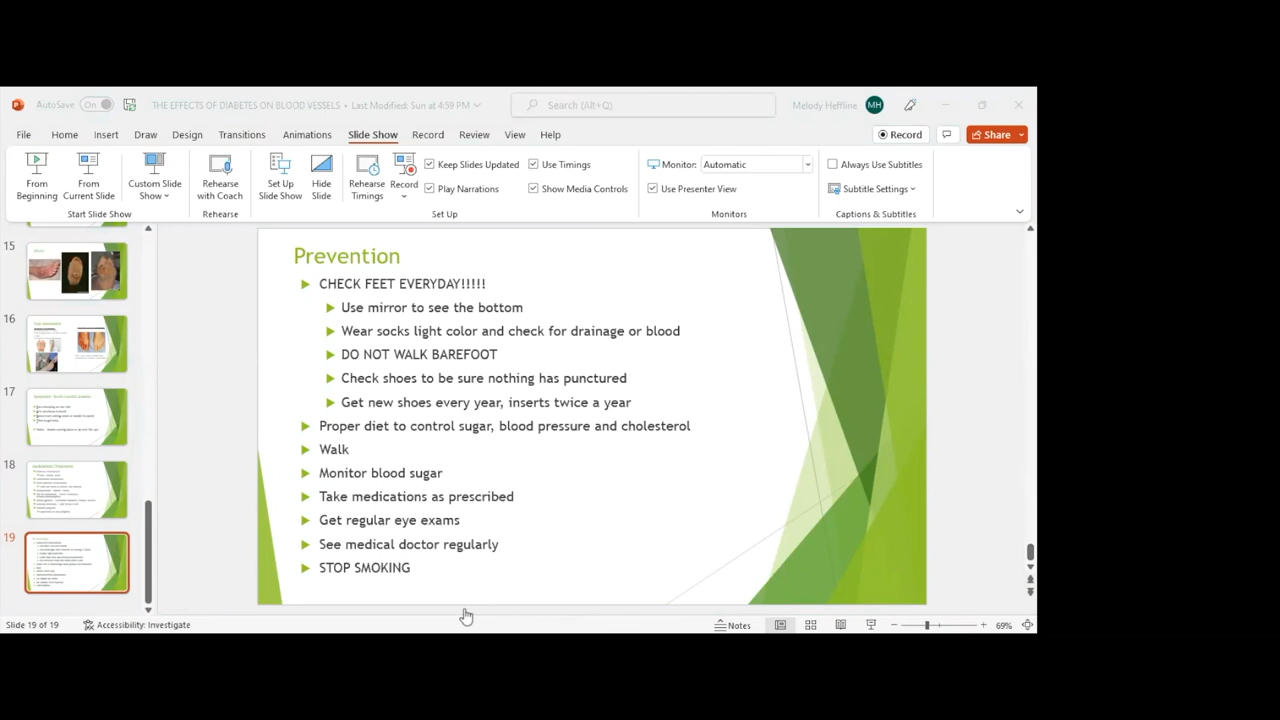 AutoSave On THE EFFECTS OF DIABETES ON BLOOD VESSELS • Last Modified: Sun at 4:59 PM Search (Alt+Q) Melody Heffline MH
File Home Insert Draw Design Transitions Animations Slide Show Record Review View Help Record Share
From Beginning
From Current Slide
Custom Slide Show
Rehearse with Coach
Set Up Slide Show
Hide Slide
Rehearse Timings
Record
Keep Slides Updated
Play Narrations
Use Timings
Show Media Controls
Monitor: Automatic
Use Presenter View
Always Use Subtitles
Subtitle Settings
Start Slide Show Rehearse Set Up Monitors Captions & Subtitles
15
16
17
18
19
Prevention
CHECK FEET EVERYDAY!!!!!
Use mirror to see the bottom
Wear socks light color and check for drainage or blood
DO NOT WALK BAREFOOT
Check shoes to be sure nothing has punctured
Get new shoes every year, inserts twice a year
Proper diet to control sugar, blood pressure and cholesterol
Walk
Monitor blood sugar
Take medications as prescribed
Get regular eye exams
See medical doctor regularly
STOP SMOKING
Slide 19 of 19 Accessibility: Investigate Notes 69%